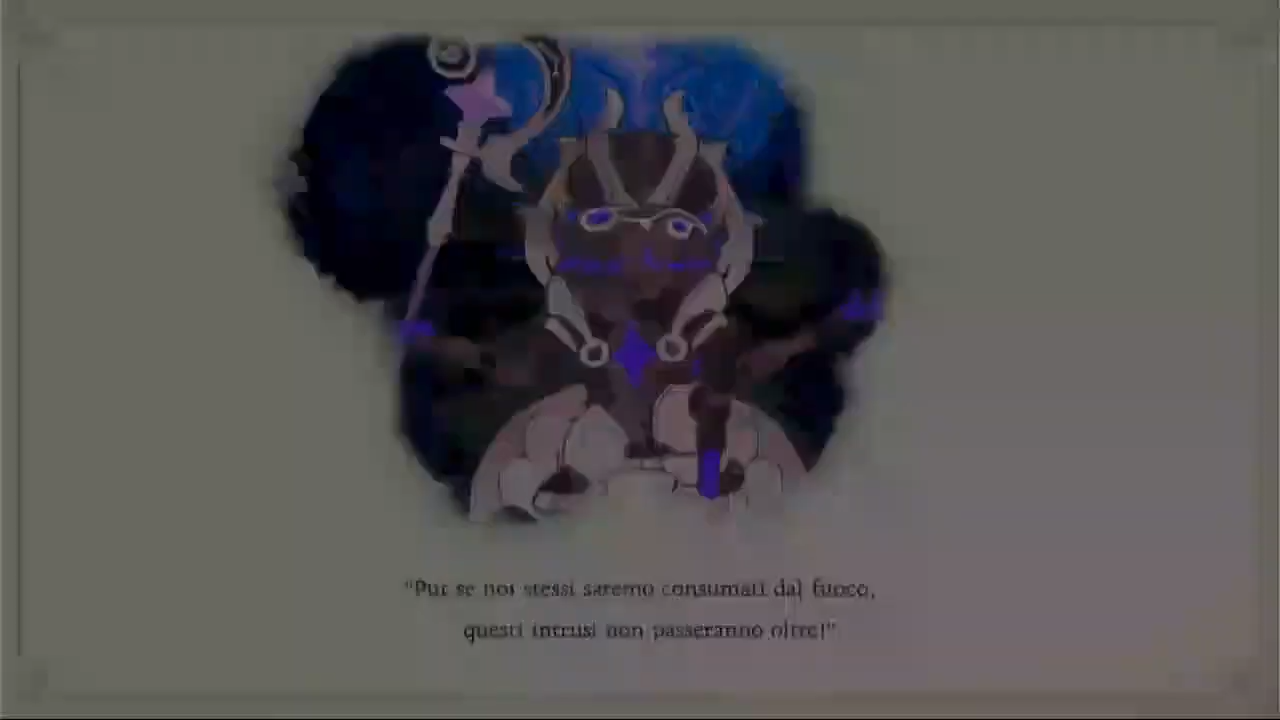 "Pur se noi stessi saremo consumati dal fuoco,
questi intrusi non passeranno oltre!"